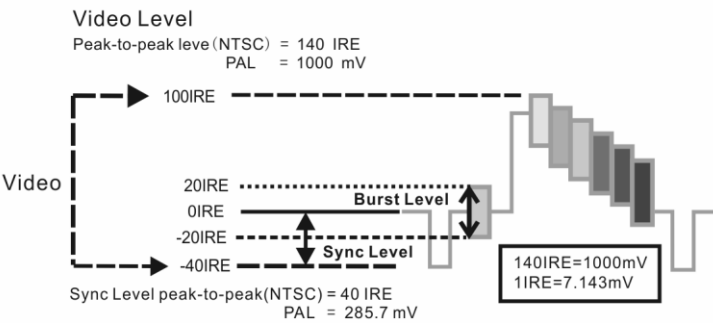 Video Level
Peak-to-peak leve(NTSC) = 140 IRE
PAL = 1000 mV
100IRE
Video
20IRE
Burst Level
0IRE
-20IRE
Sync Level
-40IRE
140IRE=1000mV
1IRE=7.143mV
Sync Level peak-to-peak(NTSC) = 40 IRE
PAL = 285.7 mV